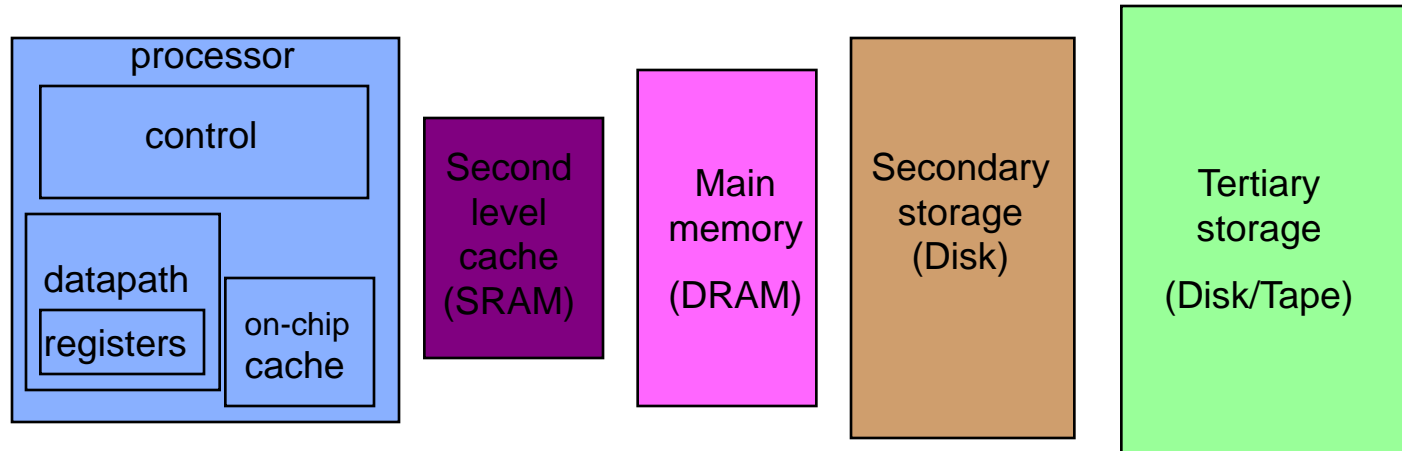 processor
control
datapath
registers
on-chip
cache
Second
level
cache
(SRAM)
Main
memory
(DRAM)
Secondary
storage
(Disk)
Tertiary
storage
(Disk/Tape)